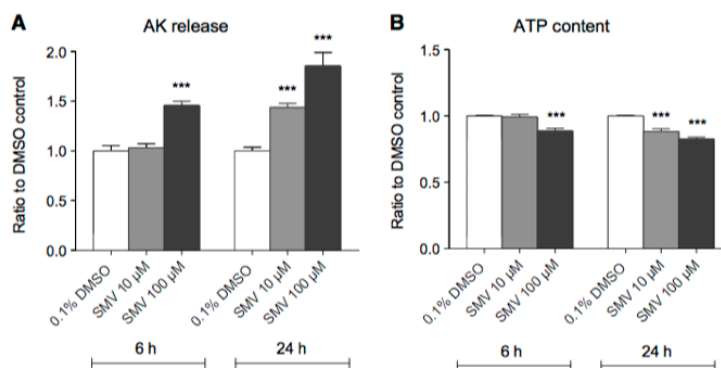 A
AK release
Ratio to DMSO control
2.0
1.5
1.0
0.5
0.0
***
***
***
0.1% DMSO
SMV 10 µM
SMV 100 µM
0.1% DMSO
SMV 10 µM
SMV 100 µM
6 h
24 h
B
ATP content
Ratio to DMSO control
1.5
1.0
0.5
0.0
***
***
***
0.1% DMSO
SMV 10 µM
SMV 100 µM
0.1% DMSO
SMV 10 µM
SMV 100 µM
6 h
24 h